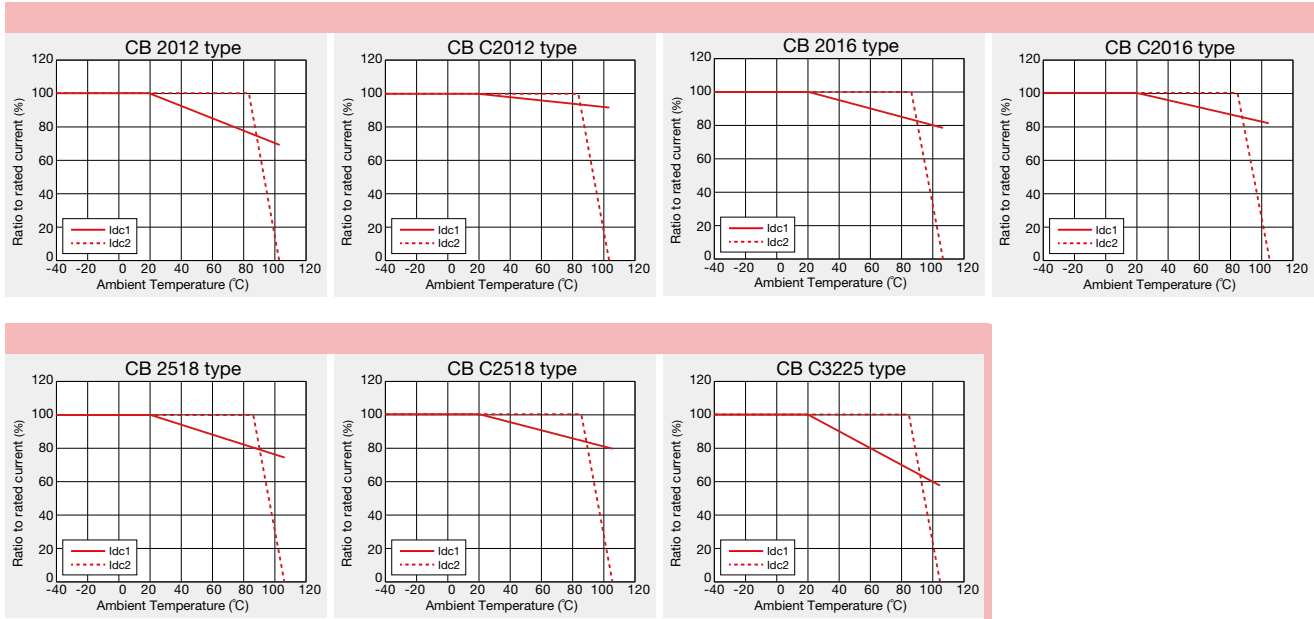 CB 2012 type
120
100
80
60
40
20
0
Ratio to rated current (%)
Idc1
Idc2
-40 -20 0 20 40 60 80 100 120
Ambient Temperature (℃)
CB C2012 type
120
100
80
60
40
20
0
Ratio to rated current (%)
Idc1
Idc2
-40 -20 0 20 40 60 80 100 120
Ambient Temperature (℃)
CB 2016 type
120
100
80
60
40
20
0
Ratio to rated current (%)
Idc1
Idc2
-40 -20 0 20 40 60 80 100 120
Ambient Temperature (℃)
CB C2016 type
120
100
80
60
40
20
0
Ratio to rated current (%)
Idc1
Idc2
-40 -20 0 20 40 60 80 100 120
Ambient Temperature (℃)
CB 2518 type
120
100
80
60
40
20
0
Ratio to rated current (%)
Idc1
Idc2
-40 -20 0 20 40 60 80 100 120
Ambient Temperature (℃)
CB C2518 type
120
100
80
60
40
20
0
Ratio to rated current (%)
Idc1
Idc2
-40 -20 0 20 40 60 80 100 120
Ambient Temperature (℃)
CB C3225 type
120
100
80
60
40
20
0
Ratio to rated current (%)
Idc1
Idc2
-40 -20 0 20 40 60 80 100 120
Ambient Temperature (℃)